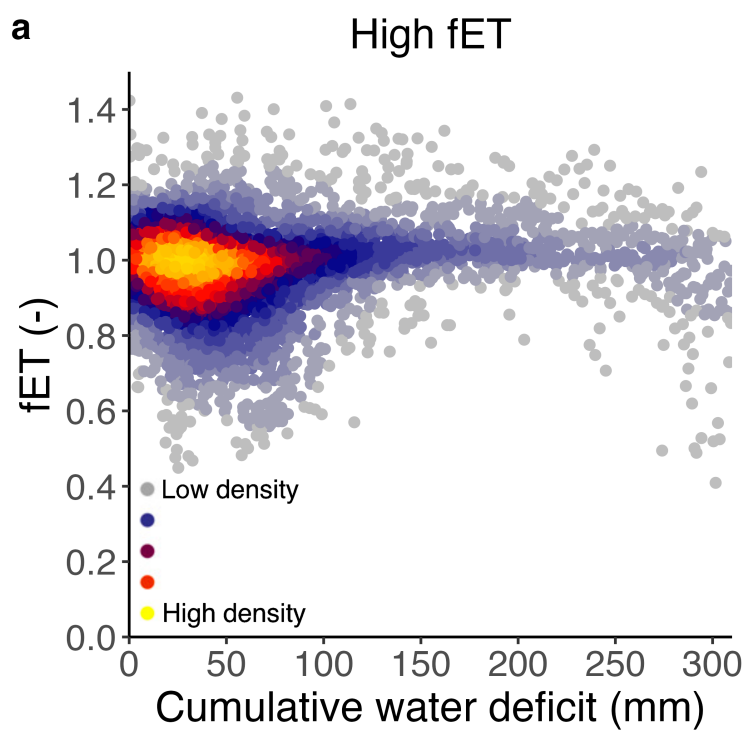 a
High fET
fET (-)
1.4
1.2
1.0
0.8
0.6
0.4
0.2
0.0
Low density
High density
0 50 100 150 200 250 300
Cumulative water deficit (mm)